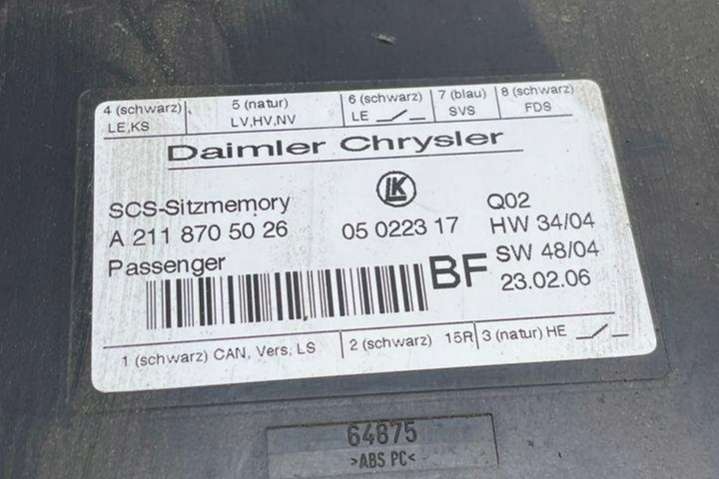 4 (schwarz) 5 (natur) 6 (schwarz) 7 (blau) 8 (schwarz)
LE,KS LV,HV,NV LE SVS FDS
Daimler Chrysler
LK
SCS-Sitzmemory Q02
A 211 870 50 26 05 0223 17 HW 34/04
Passenger BF SW 48/04
23.02.06
1 (schwarz) CAN, Vers, LS 2 (schwarz) 15R 3 (natur) HE
64875
>ABS PC<